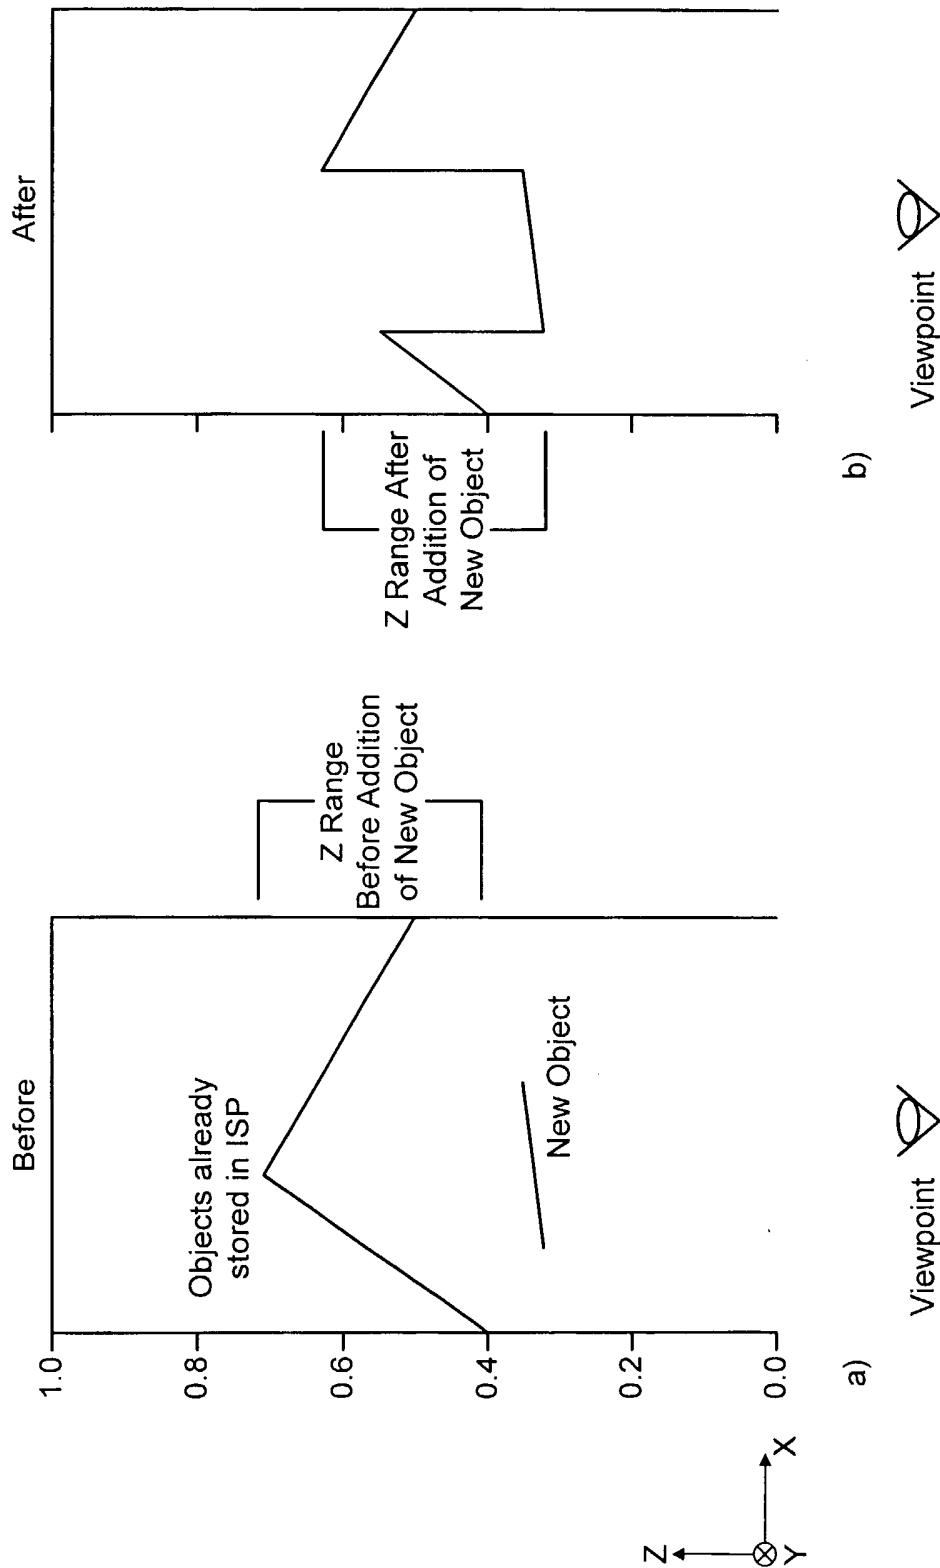 Before
1.0
0.8
0.6
0.4
0.2
0.0
Objects already
stored in ISP
New Object
Z Range
Before Addition
of New Object
Z
X
Y
a)
Viewpoint
After
Z Range After
Addition of
New Object
b)
Viewpoint